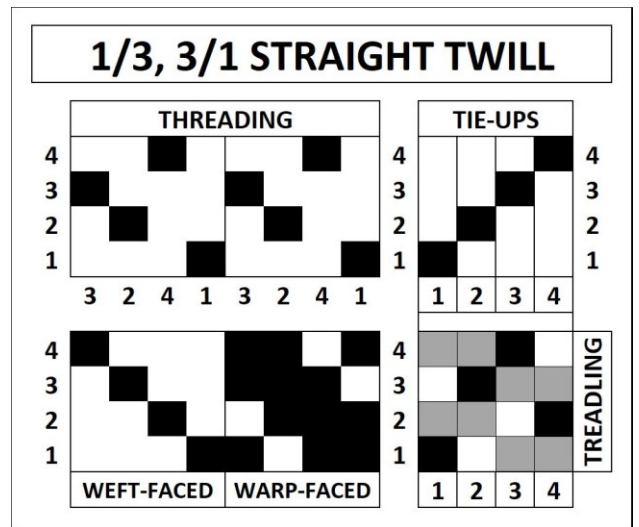 1/3, 3/1 STRAIGHT TWILL
THREADING TIE-UPS
4 4 4
3 3 3
2 2 2
1 1 1
3 2 4 1 3 2 4 1 1 2 3 4
4 4
3 3
2 2
1 1
TREADLING
WEFT-FACED WARP-FACED 1 2 3 4